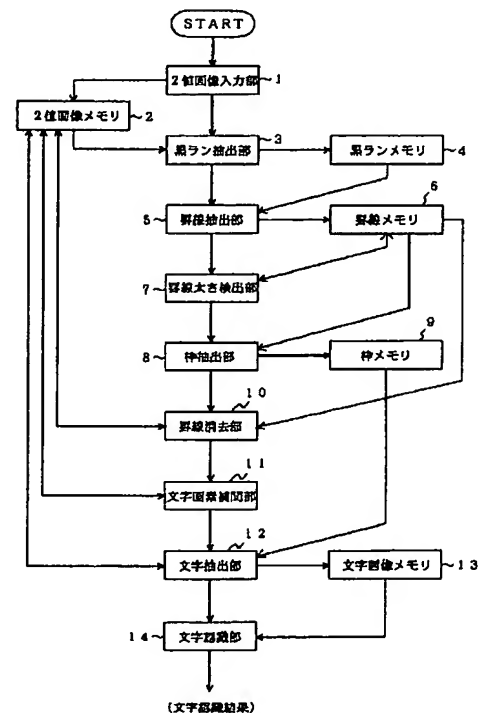 START
2値画像入力部 1
2値画像メモリ 2
3
黒ラン抽出部
黒ランメモリ 4
5 罫線抽出部
6
罫線メモリ
7 罫線太さ検出部
8 枠抽出部
9
枠メモリ
10
罫線消去部
11
文字画素補間部
12
文字抽出部
文字画像メモリ 13
14 文字認識部
(文字認識結果)